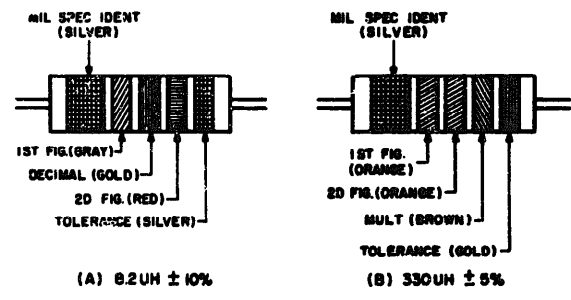 MIL SPEC IDENT
(SILVER)
1ST FIG.(GRAY)
DECIMAL (GOLD)
2D FIG.(RED)
TOLERANCE (SILVER)
(A) 8.2UH ± 10%
MIL SPEC IDENT
(SILVER)
1ST FIG.
(ORANGE)
2D FIG.(ORANGE)
MULT (BROWN)
TOLERANCE (GOLD)
(B) 330UH ± 5%